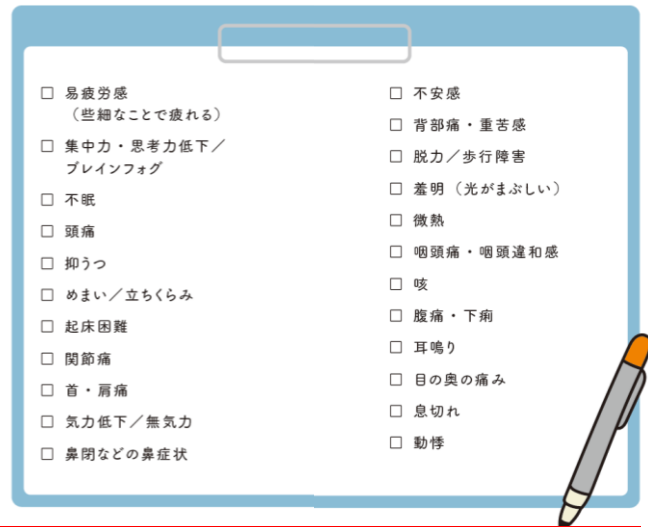 □ 易疲労感
（些細なことで疲れる）
□ 集中力・思考力低下／
ブレインフォグ
□ 不眠
□ 頭痛
□ 抑うつ
□ めまい／立ちくらみ
□ 起床困難
□ 関節痛
□ 首・肩痛
□ 気力低下／無気力
□ 鼻閉などの鼻症状
□ 不安感
□ 背部痛・重苦感
□ 脱力／歩行障害
□ 羞明（光がまぶしい）
□ 微熱
□ 咽頭痛・咽頭違和感
□ 咳
□ 腹痛・下痢
□ 耳鳴り
□ 目の奥の痛み
□ 息切れ
□ 動悸